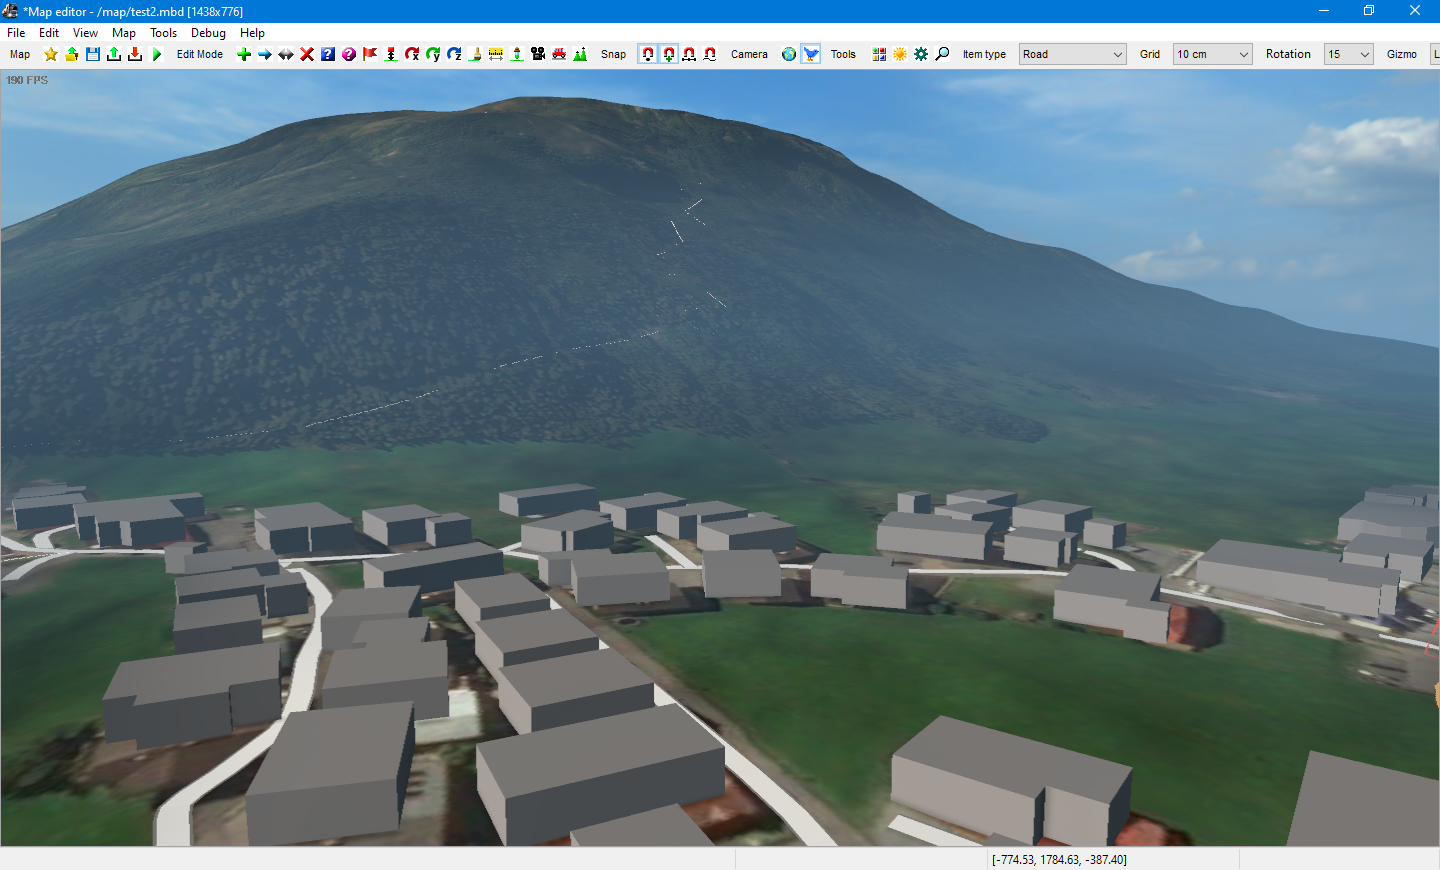 *Map editor - /map/test2.mbd [1438x776]
File Edit View Map Tools Debug Help
Map Edit Mode Snap Camera Tools Item type Road Grid 10 cm Rotation 15 Gizmo L
190 FPS
[-774.53, 1784.63, -387.40]